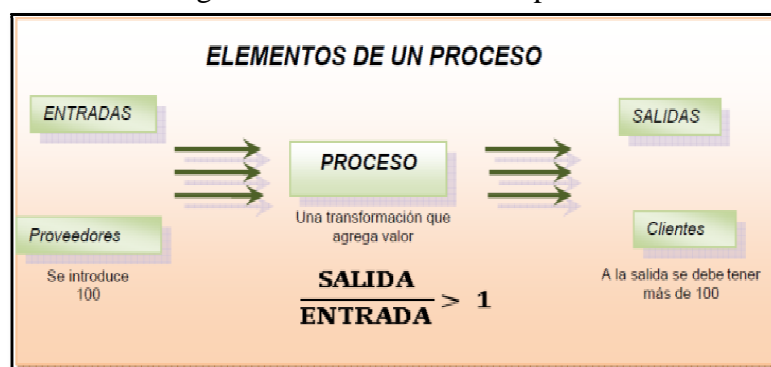 ELEMENTOS DE UN PROCESO
ENTRADAS
SALIDAS
PROCESO
Una transformación que
agrega valor
Proveedores
Clientes
Se introduce
100
A la salida se debe tener
más de 100
SALIDA
ENTRADA
> 1